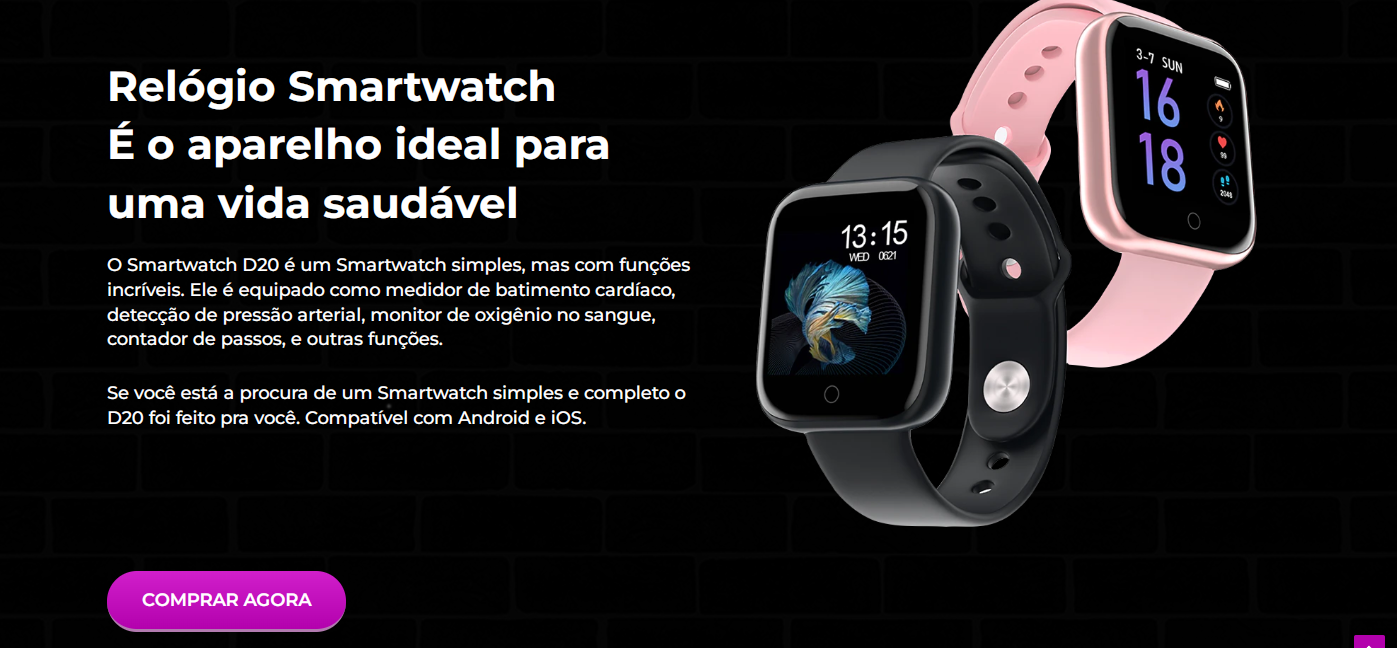 Relógio Smartwatch
É o aparelho ideal para
uma vida saudável
O Smartwatch D20 é um Smartwatch simples, mas com funções
incríveis. Ele é equipado como medidor de batimento cardíaco,
detecção de pressão arterial, monitor de oxigênio no sangue,
contador de passos, e outras funções.
Se você está a procura de um Smartwatch simples e completo o
D20 foi feito pra você. Compatível com Android e iOS.
COMPRAR AGORA
13:15
WED 0621
3-7 SUN
16
18
9
99
2048